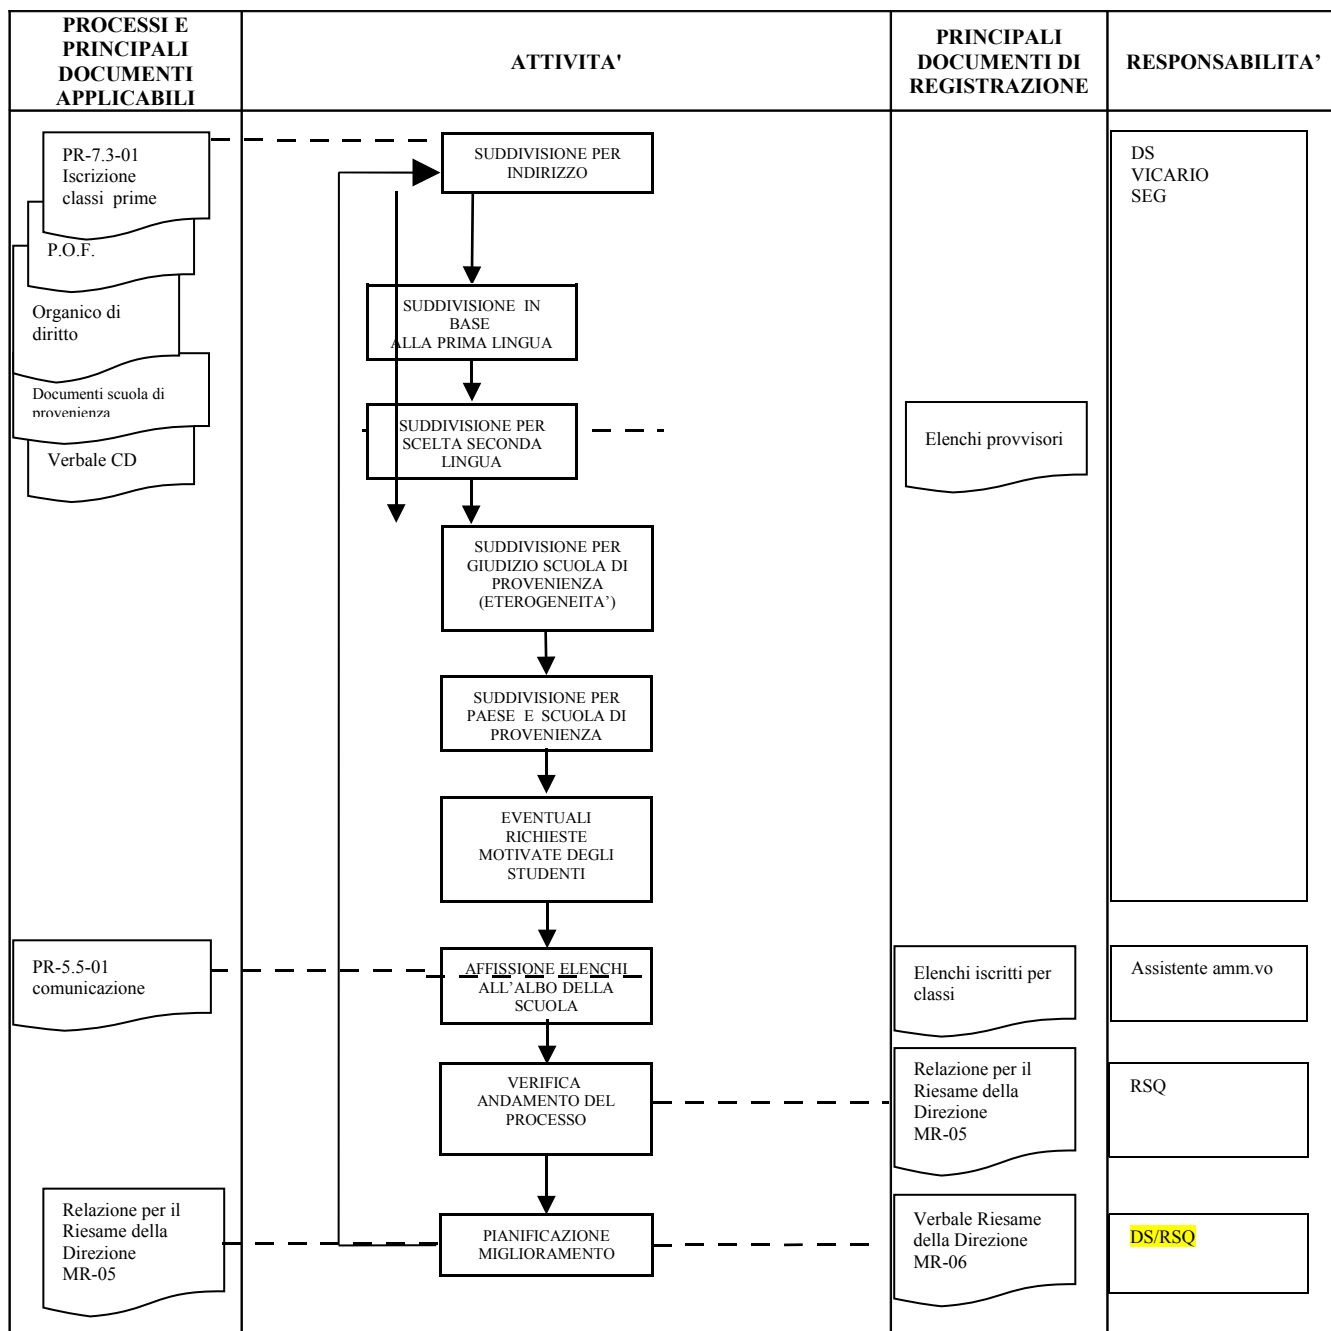 PROCESSI E
PRINCIPALI
DOCUMENTI
APPLICABILI
ATTIVITA'
PRINCIPALI
DOCUMENTI DI
REGISTRAZIONE
RESPONSABILITA’
PR-7.3-01
Iscrizione
classi prime
P.O.F.
Organico di
diritto
Documenti scuola di
provenienza
Verbale CD
SUDDIVISIONE PER
INDIRIZZO
SUDDIVISIONE IN
BASE
ALLA PRIMA LINGUA
SUDDIVISIONE PER
SCELTA SECONDA
LINGUA
SUDDIVISIONE PER
GIUDIZIO SCUOLA DI
PROVENIENZA
(ETEROGENEITA’)
SUDDIVISIONE PER
PAESE E SCUOLA DI
PROVENIENZA
EVENTUALI
RICHIESTE
MOTIVATE DEGLI
STUDENTI
Elenchi provvisori
DS
VICARIO
SEG
PR-5.5-01
comunicazione
AFFISSIONE ELENCHI
ALL’ALBO DELLA
SCUOLA
Elenchi iscritti per
classi
Assistente amm.vo
VERIFICA
ANDAMENTO DEL
PROCESSO
Relazione per il
Riesame della
Direzione
MR-05
RSQ
Relazione per il
Riesame della
Direzione
MR-05
PIANIFICAZIONE
MIGLIORAMENTO
Verbale Riesame
della Direzione
MR-06
DS/RSQ